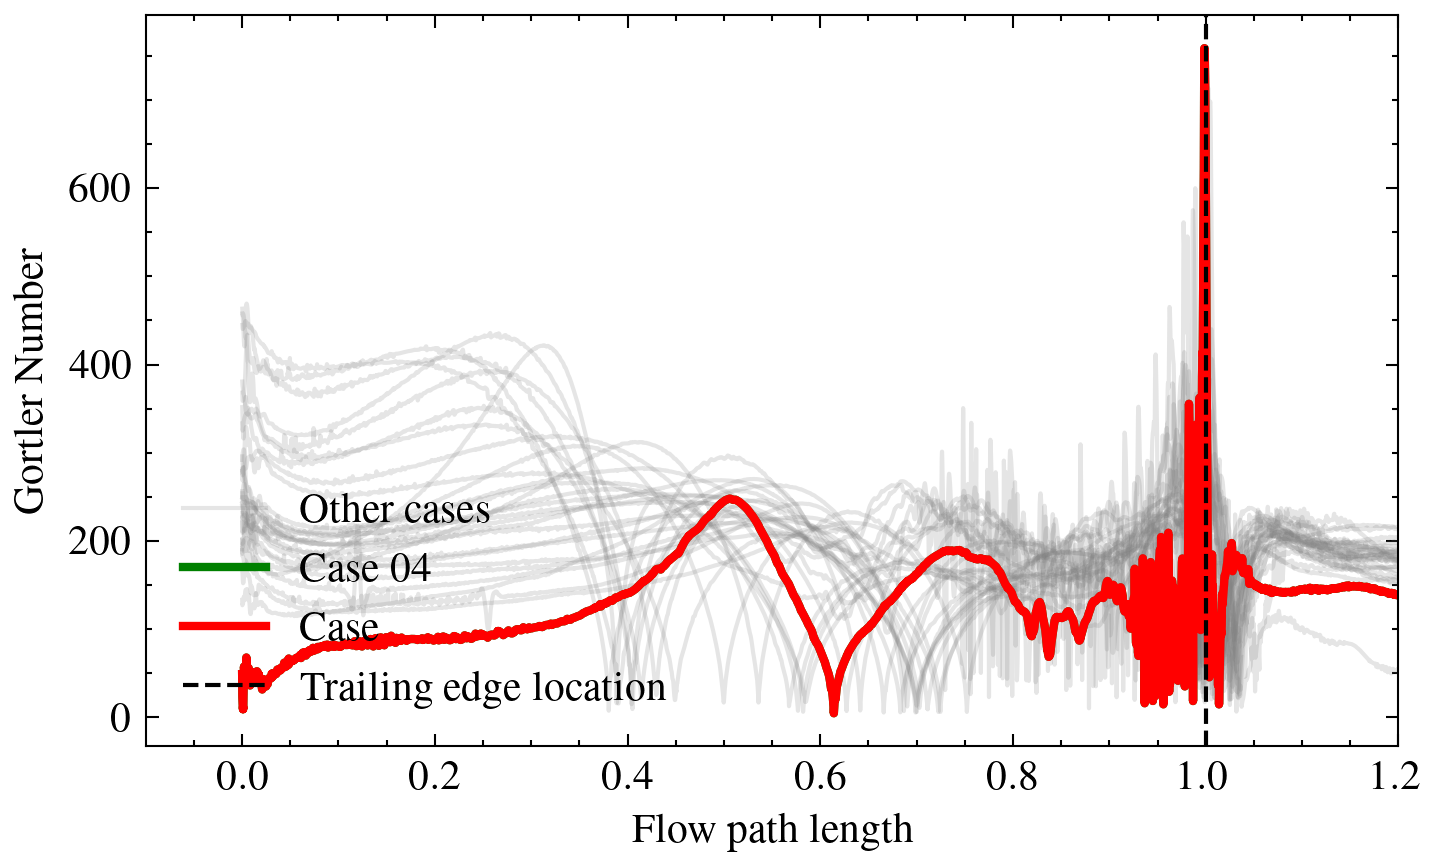 600
400
200
0
Gortler Number
Other cases
Case 04
Case
Trailing edge location
0.0 0.2 0.4 0.6 0.8 1.0 1.2
Flow path length